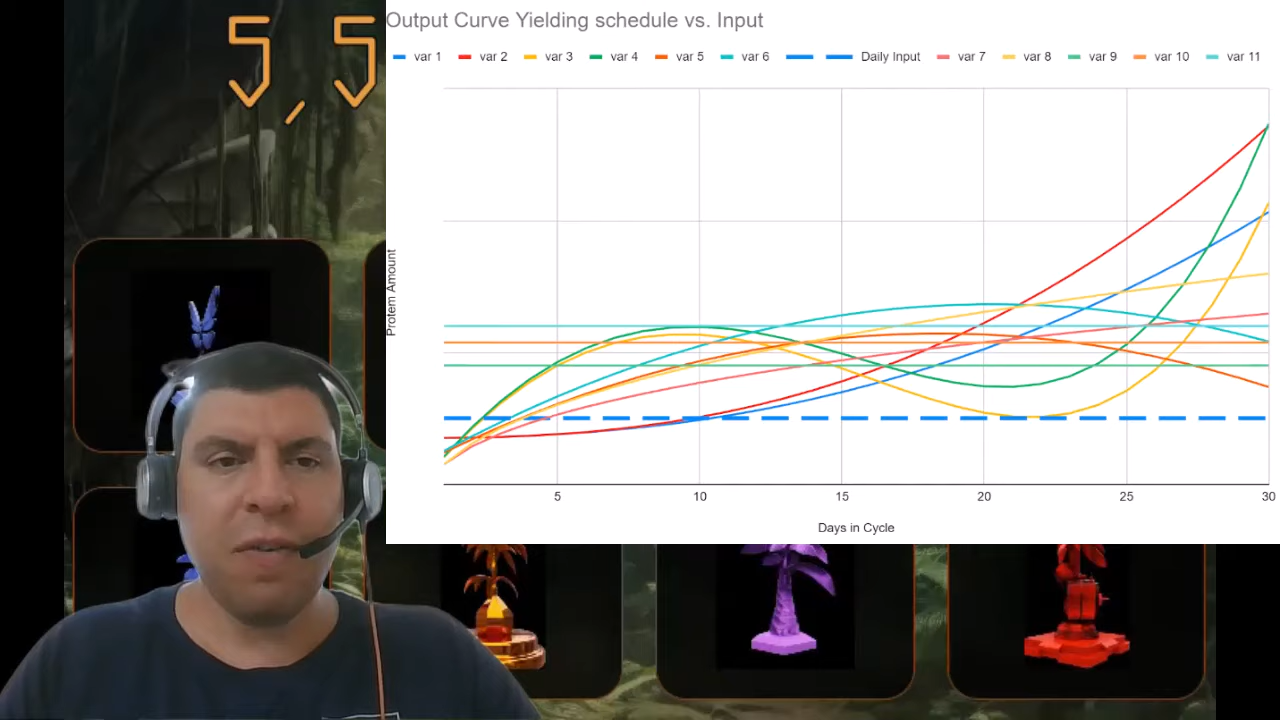 5,5
Output Curve Yielding schedule vs. Input
var 1 var 2 var 3 var 4 var 5 var 6 Daily Input var 7 var 8 var 9 var 10 var 11
Protem Amount
5 10 15 20 25 30
Days in Cycle